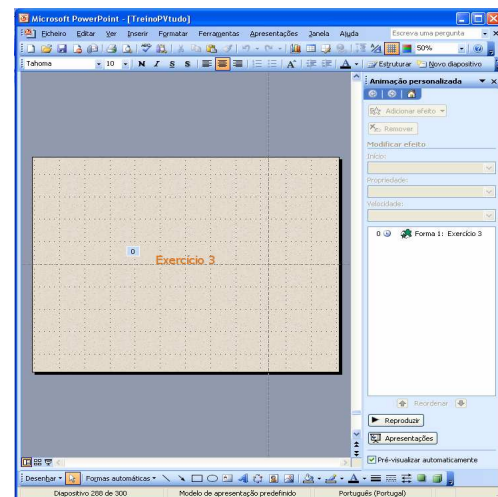 Microsoft PowerPoint - [TreinoPVtudo]
Ficheiro Editar Ver Inserir Formatar Ferramentas Apresentações Janela Ajuda Escreva uma pergunta
50%
Tahoma 10 N I S S Estruturar Novo diapositivo
Animação personalizada
Adicionar efeito
Remover
Modificar efeito
Início:
Propriedade:
Velocidade:
0 Forma 1: Exercício 3
0
Exercício 3
Reordenar
Reproduzir
Apresentações
Pré-visualizar automaticamente
Desenhar Formas automáticas
Diapositivo 288 de 300 Modelo de apresentação predefinido Português (Portugal)